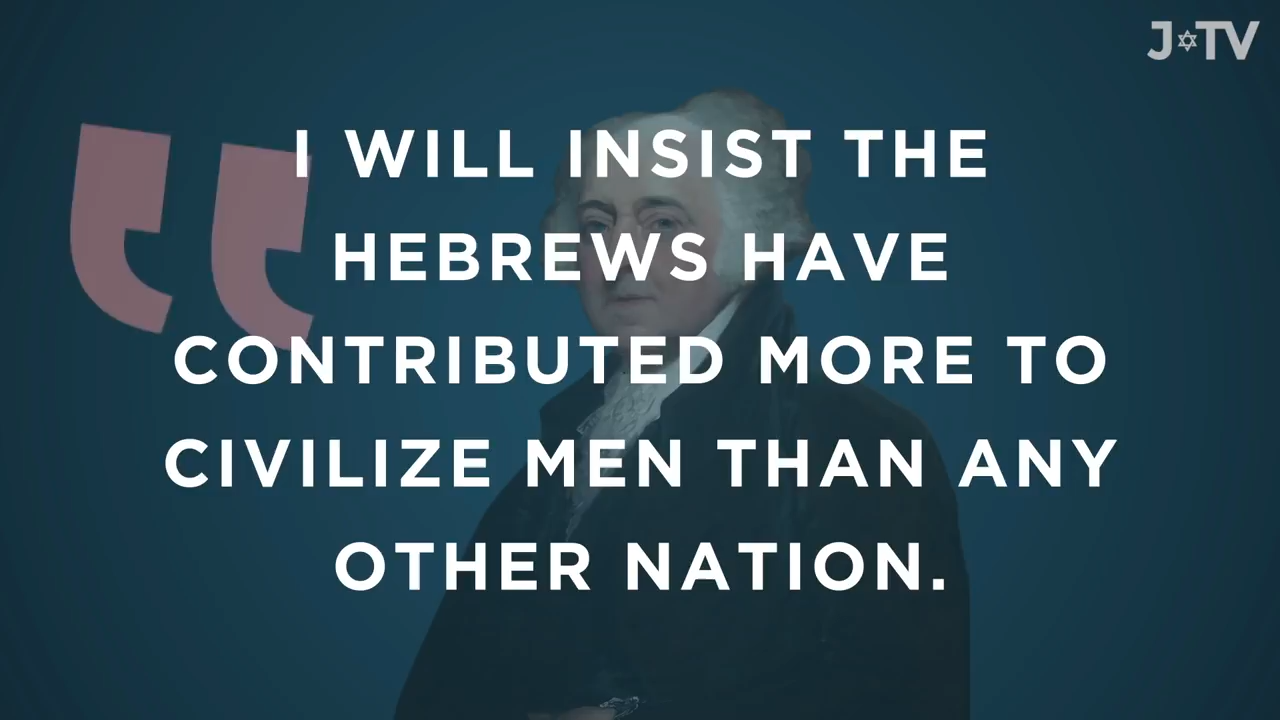 J✡TV
I WILL INSIST THE
HEBREWS HAVE
CONTRIBUTED MORE TO
CIVILIZE MEN THAN ANY
OTHER NATION.